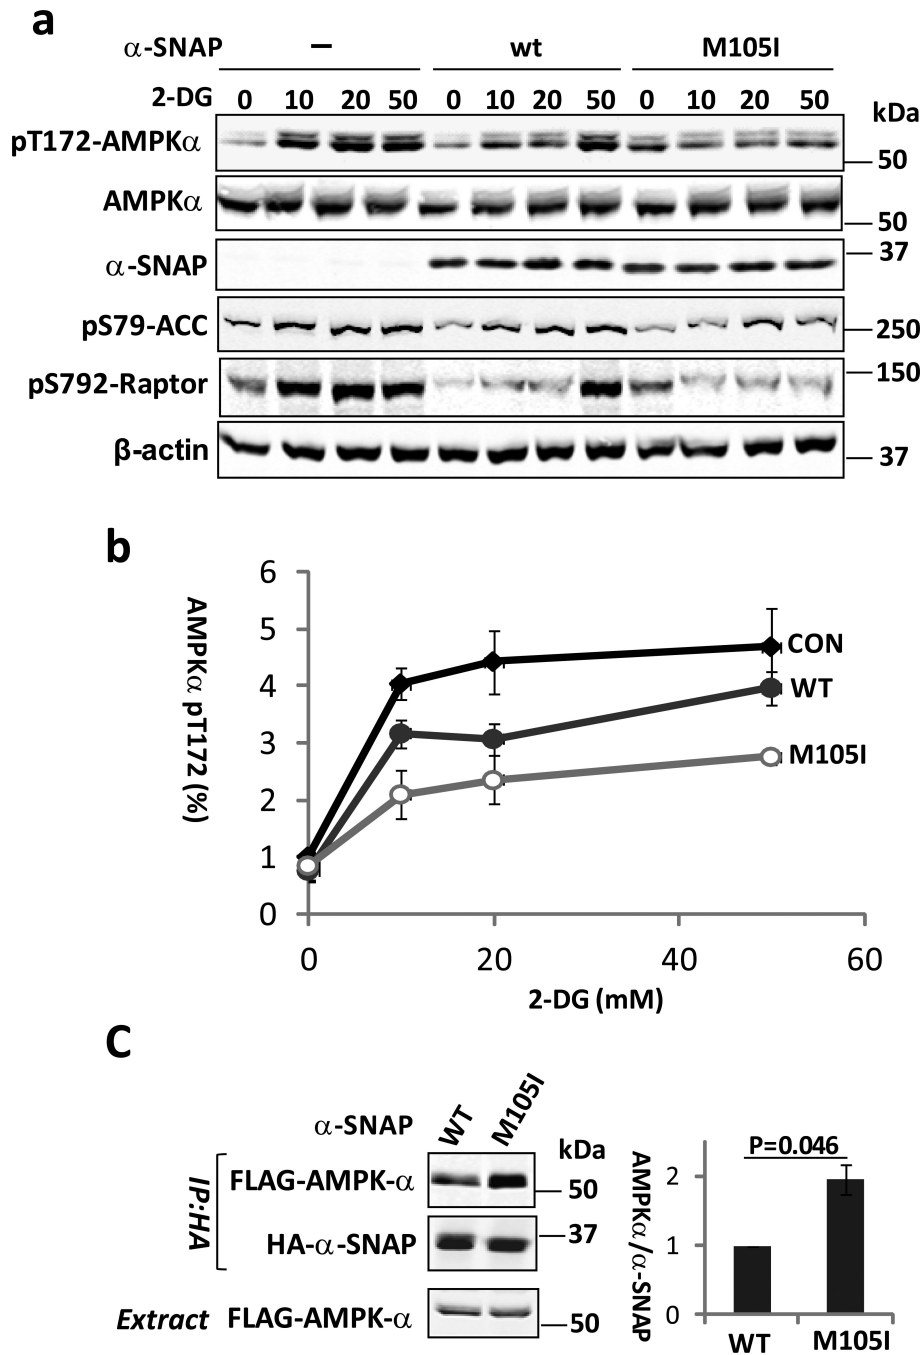 a
α-SNAP – wt M105I
2-DG 0 10 20 50 0 10 20 50 0 10 20 50 kDa
pT172-AMPKα 50
AMPKα 50
α-SNAP 37
pS79-ACC 250
pS792-Raptor 150
β-actin 37
b
6
5
4
3
2
1
0
AMPKα pT172 (%)
CON
WT
M105I
0 20 40 60
2-DG (mM)
C
α-SNAP WT M105I kDa
IP:HA
FLAG-AMPK-α 50
HA-α-SNAP 37
Extract FLAG-AMPK-α 50
AMPKα/α-SNAP
P=0.046
2
1
0
WT M105I